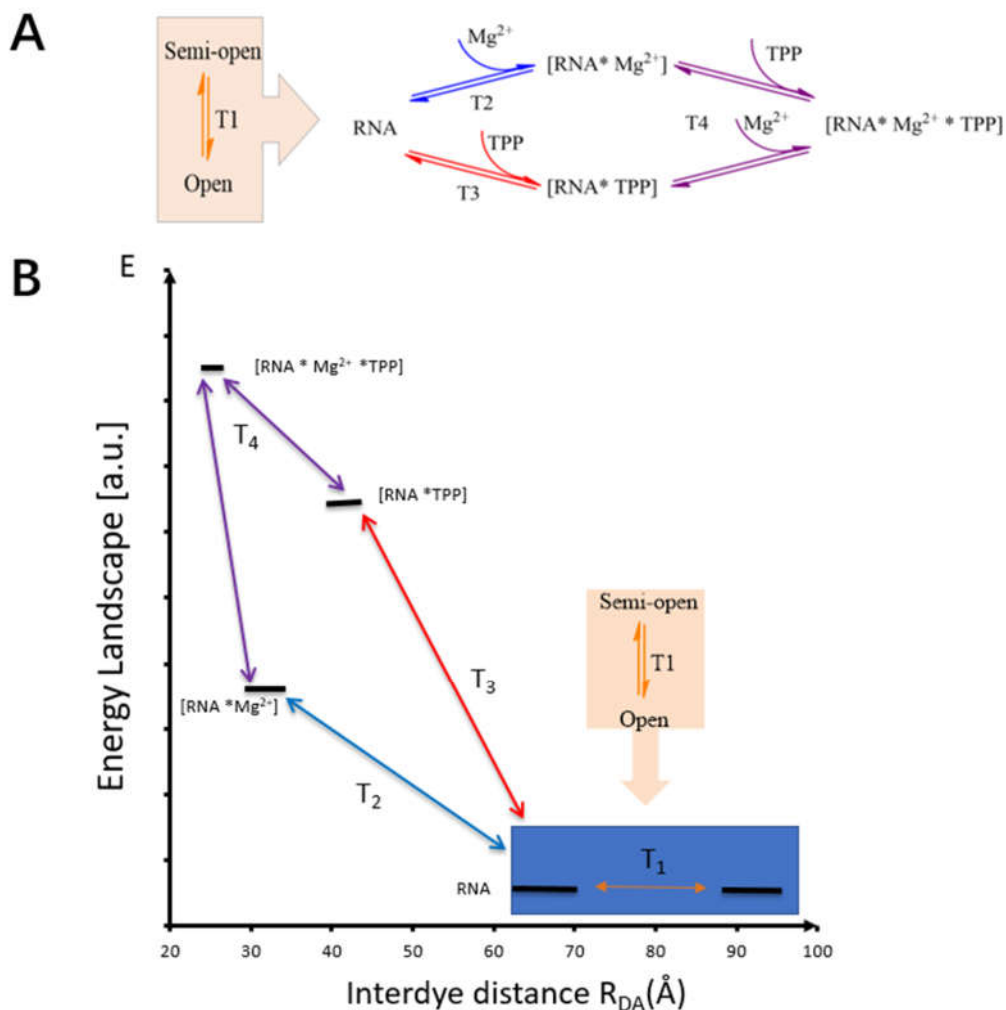 A
Semi-open
T1
Open
RNA
Mg2+
T2
[RNA* Mg2+]
TPP
TPP
T3
[RNA* TPP]
T4
Mg2+
[RNA* Mg2+ * TPP]
B
E
Energy Landscape [a.u.]
[RNA * Mg2+ *TPP]
T4
[RNA *TPP]
Semi-open
T1
Open
T3
[RNA *Mg2+]
T2
T1
RNA
20 30 40 50 60 70 80 90 100
Interdye distance RDA(Å)